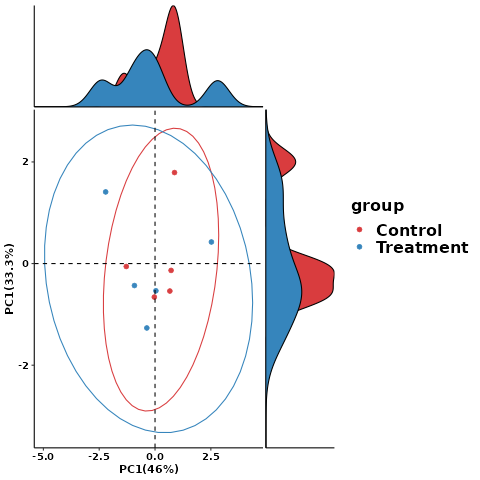 2
0
-2
PC1(33.3%)
-5.0 -2.5 0.0 2.5
PC1(46%)
group
Control
Treatment